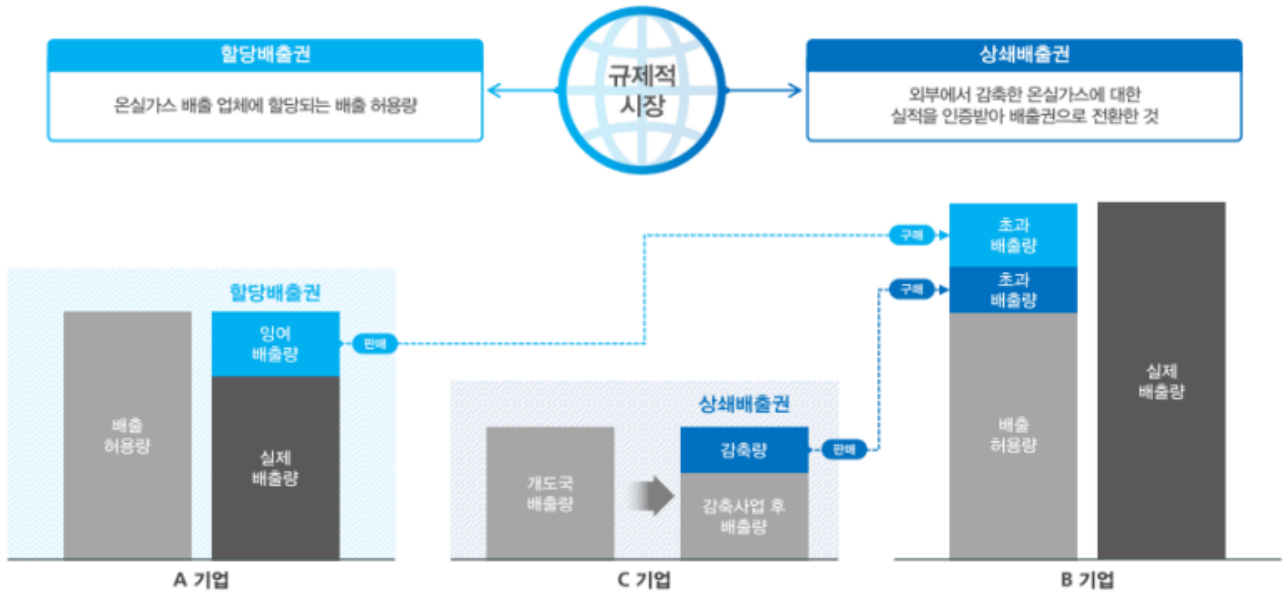 할당배출권
온실가스 배출 업체에 할당되는 배출 허용량
규제적
시장
상쇄배출권
외부에서 감축한 온실가스에 대한
실적을 인증받아 배출권으로 전환한 것
할당배출권
배출
허용량
잉여
배출량
실제
배출량
판매
A 기업
상쇄배출권
개도국
배출량
감축량
감축사업 후
배출량
판매
C 기업
구매
구매
초과
배출량
초과
배출량
배출
허용량
실제
배출량
B 기업